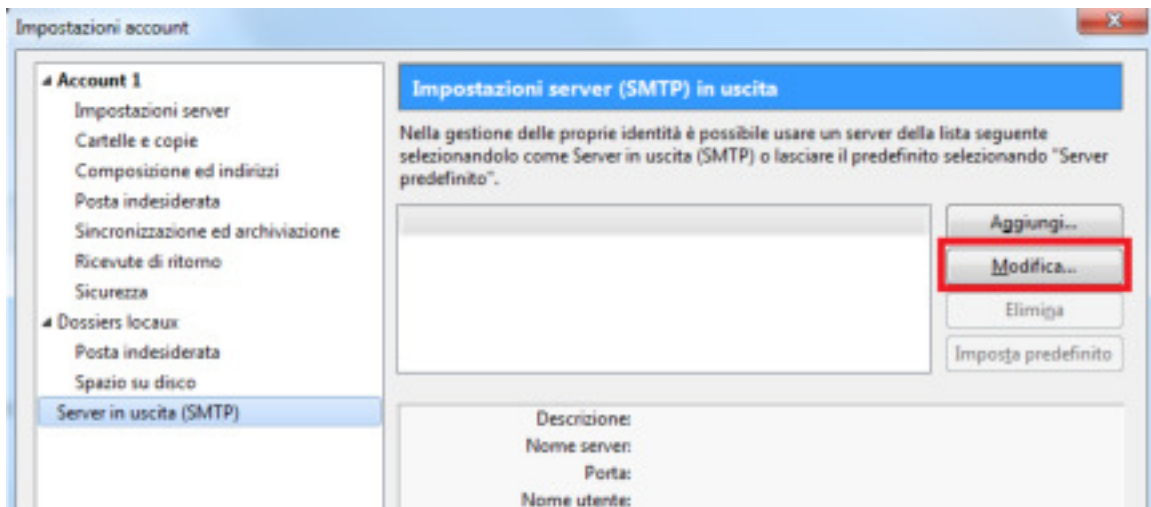 Impostazioni account
Account 1
Impostazioni server
Cartelle e copie
Composizione ed indirizzi
Posta indesiderata
Sincronizzazione ed archiviazione
Ricevute di ritorno
Sicurezza
Dossiers locaux
Posta indesiderata
Spazio su disco
Server in uscita (SMTP)
Impostazioni server (SMTP) in uscita
Nella gestione delle proprie identità è possibile usare un server della lista seguente
selezionandolo come Server in uscita (SMTP) o lasciare il predefinito selezionando "Server
predefinito".
Aggiungi...
Modifica...
Elimina
Imposta predefinito
Descrizione:
Nome server:
Porta:
Nome utente: